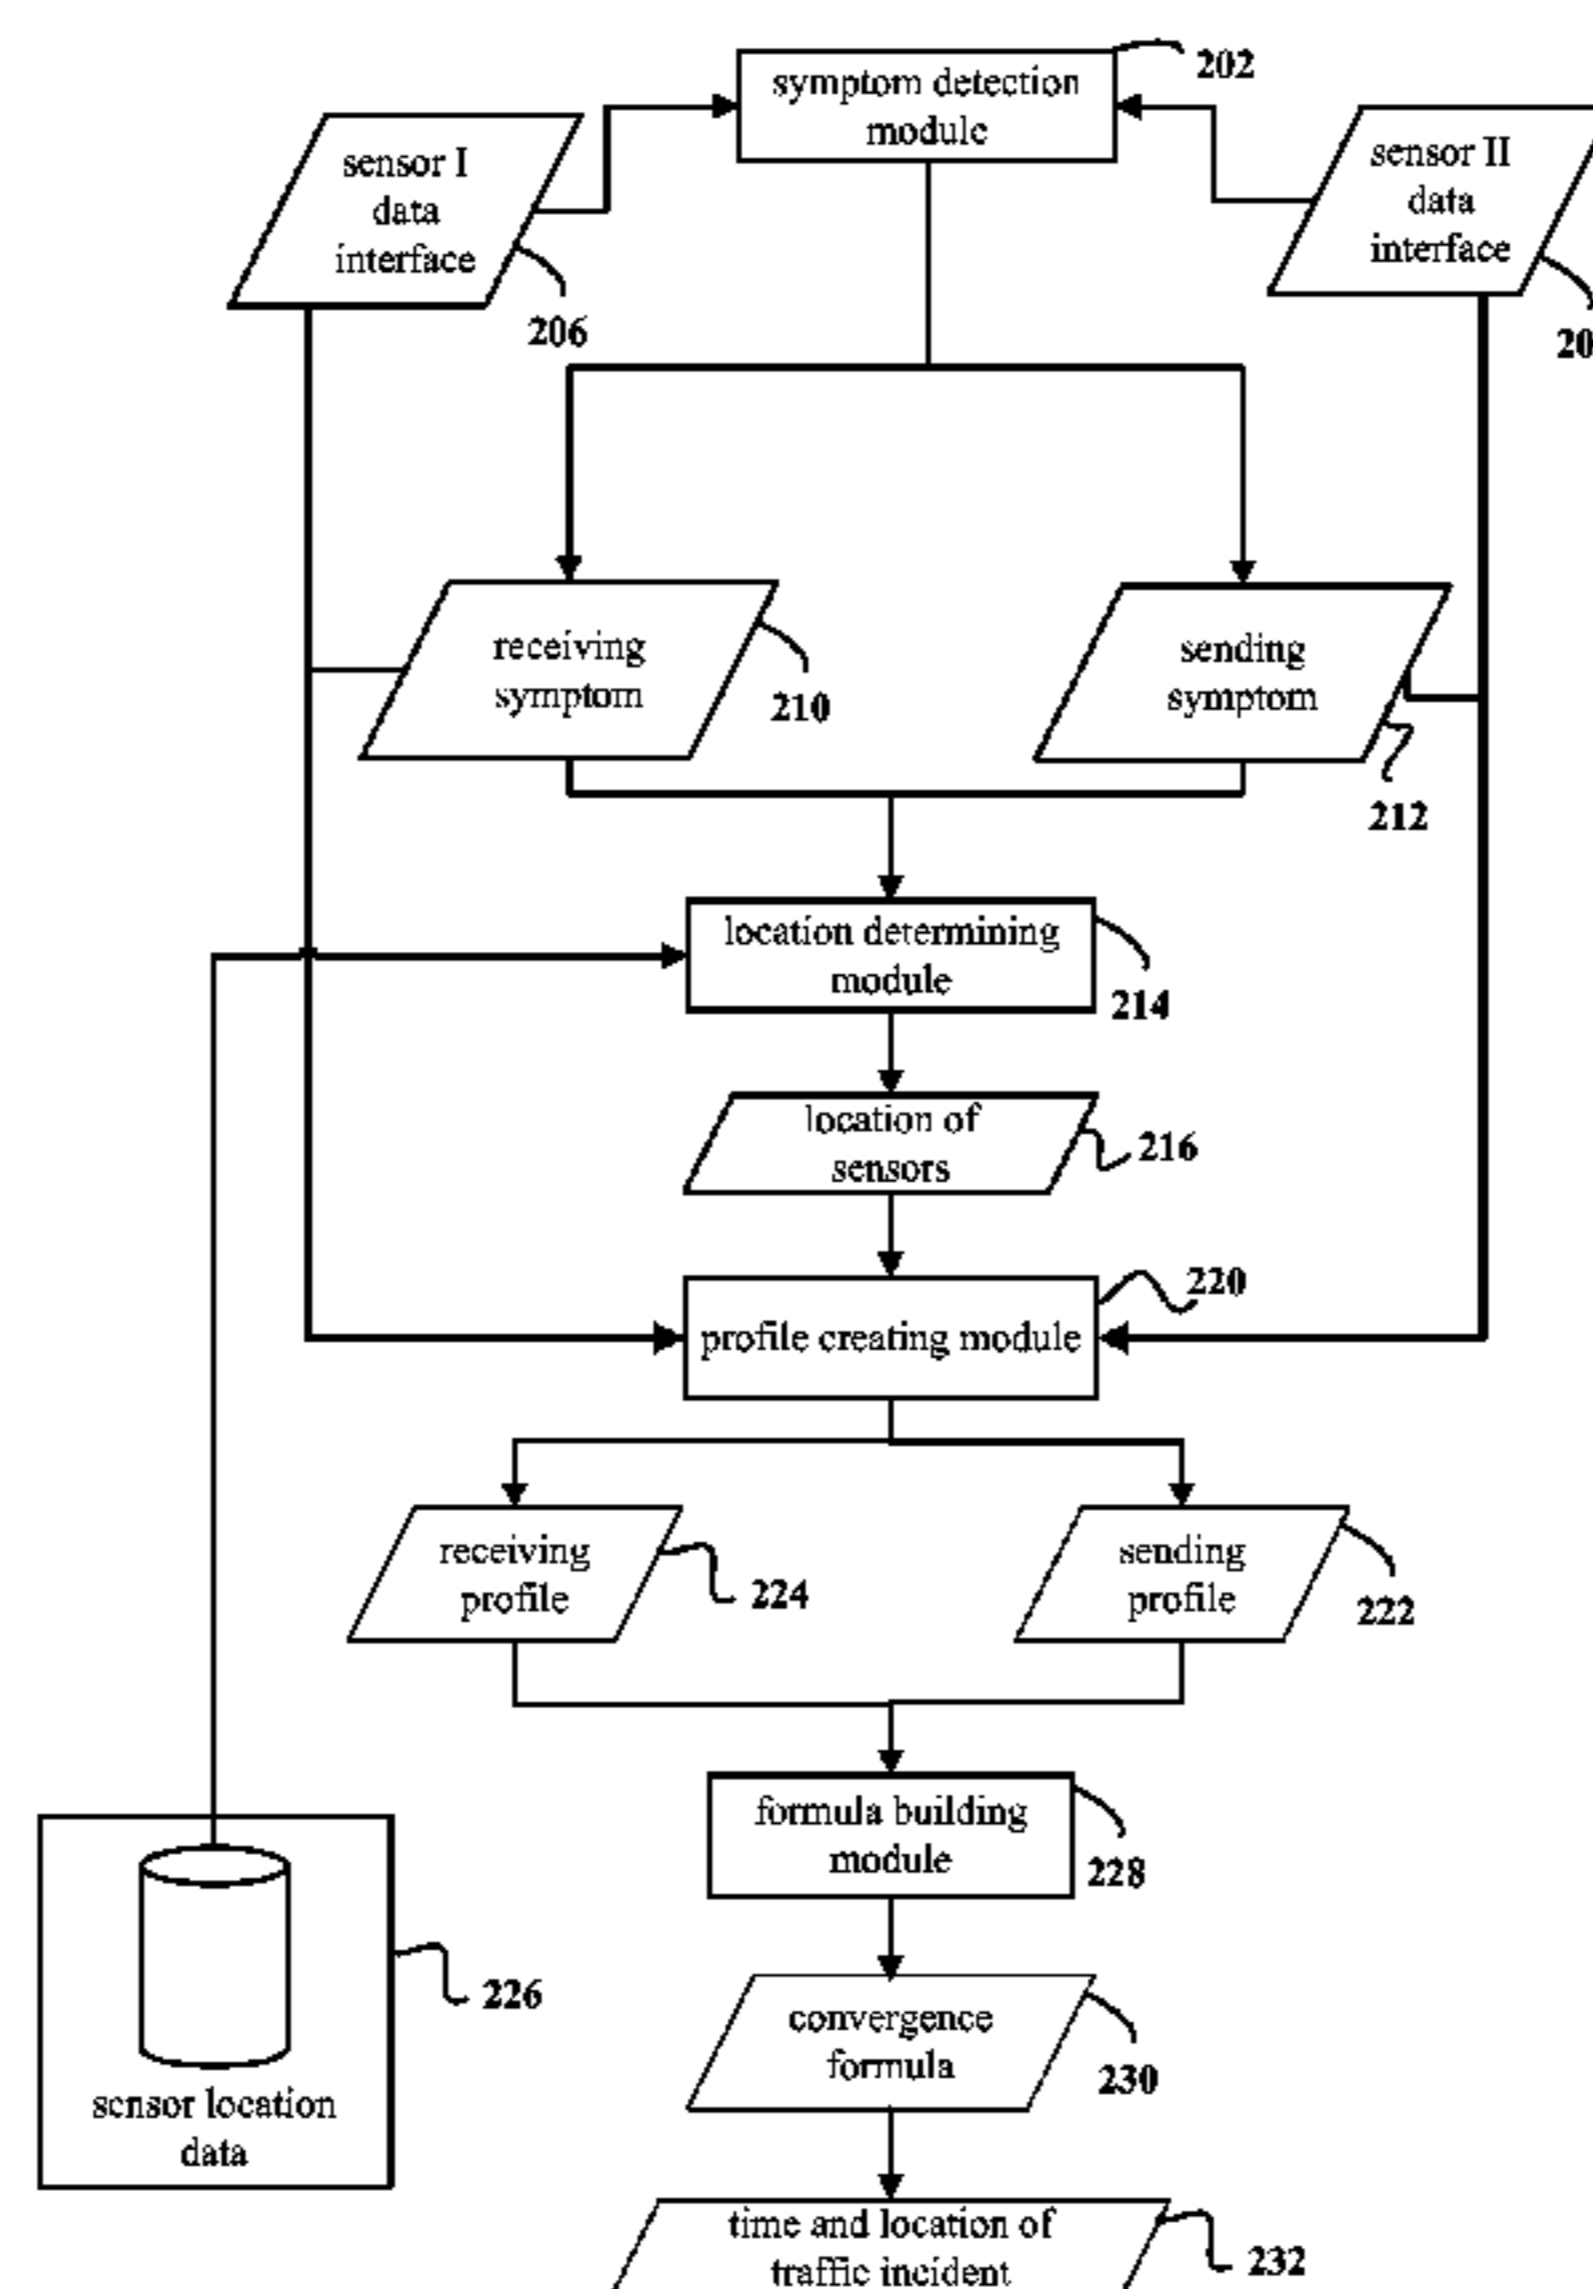 202
symptom detection
module
sensor I
data
interface
206
sensor II
data
interface
20
receiving
symptom
210
sending
symptom
212
location determining
module
214
location of
sensors
216
220
profile creating module
receiving
profile
224
sending
profile
222
formula building
module
228
226
sensor location
data
convergence
formula
230
time and location of
traffic incident
232